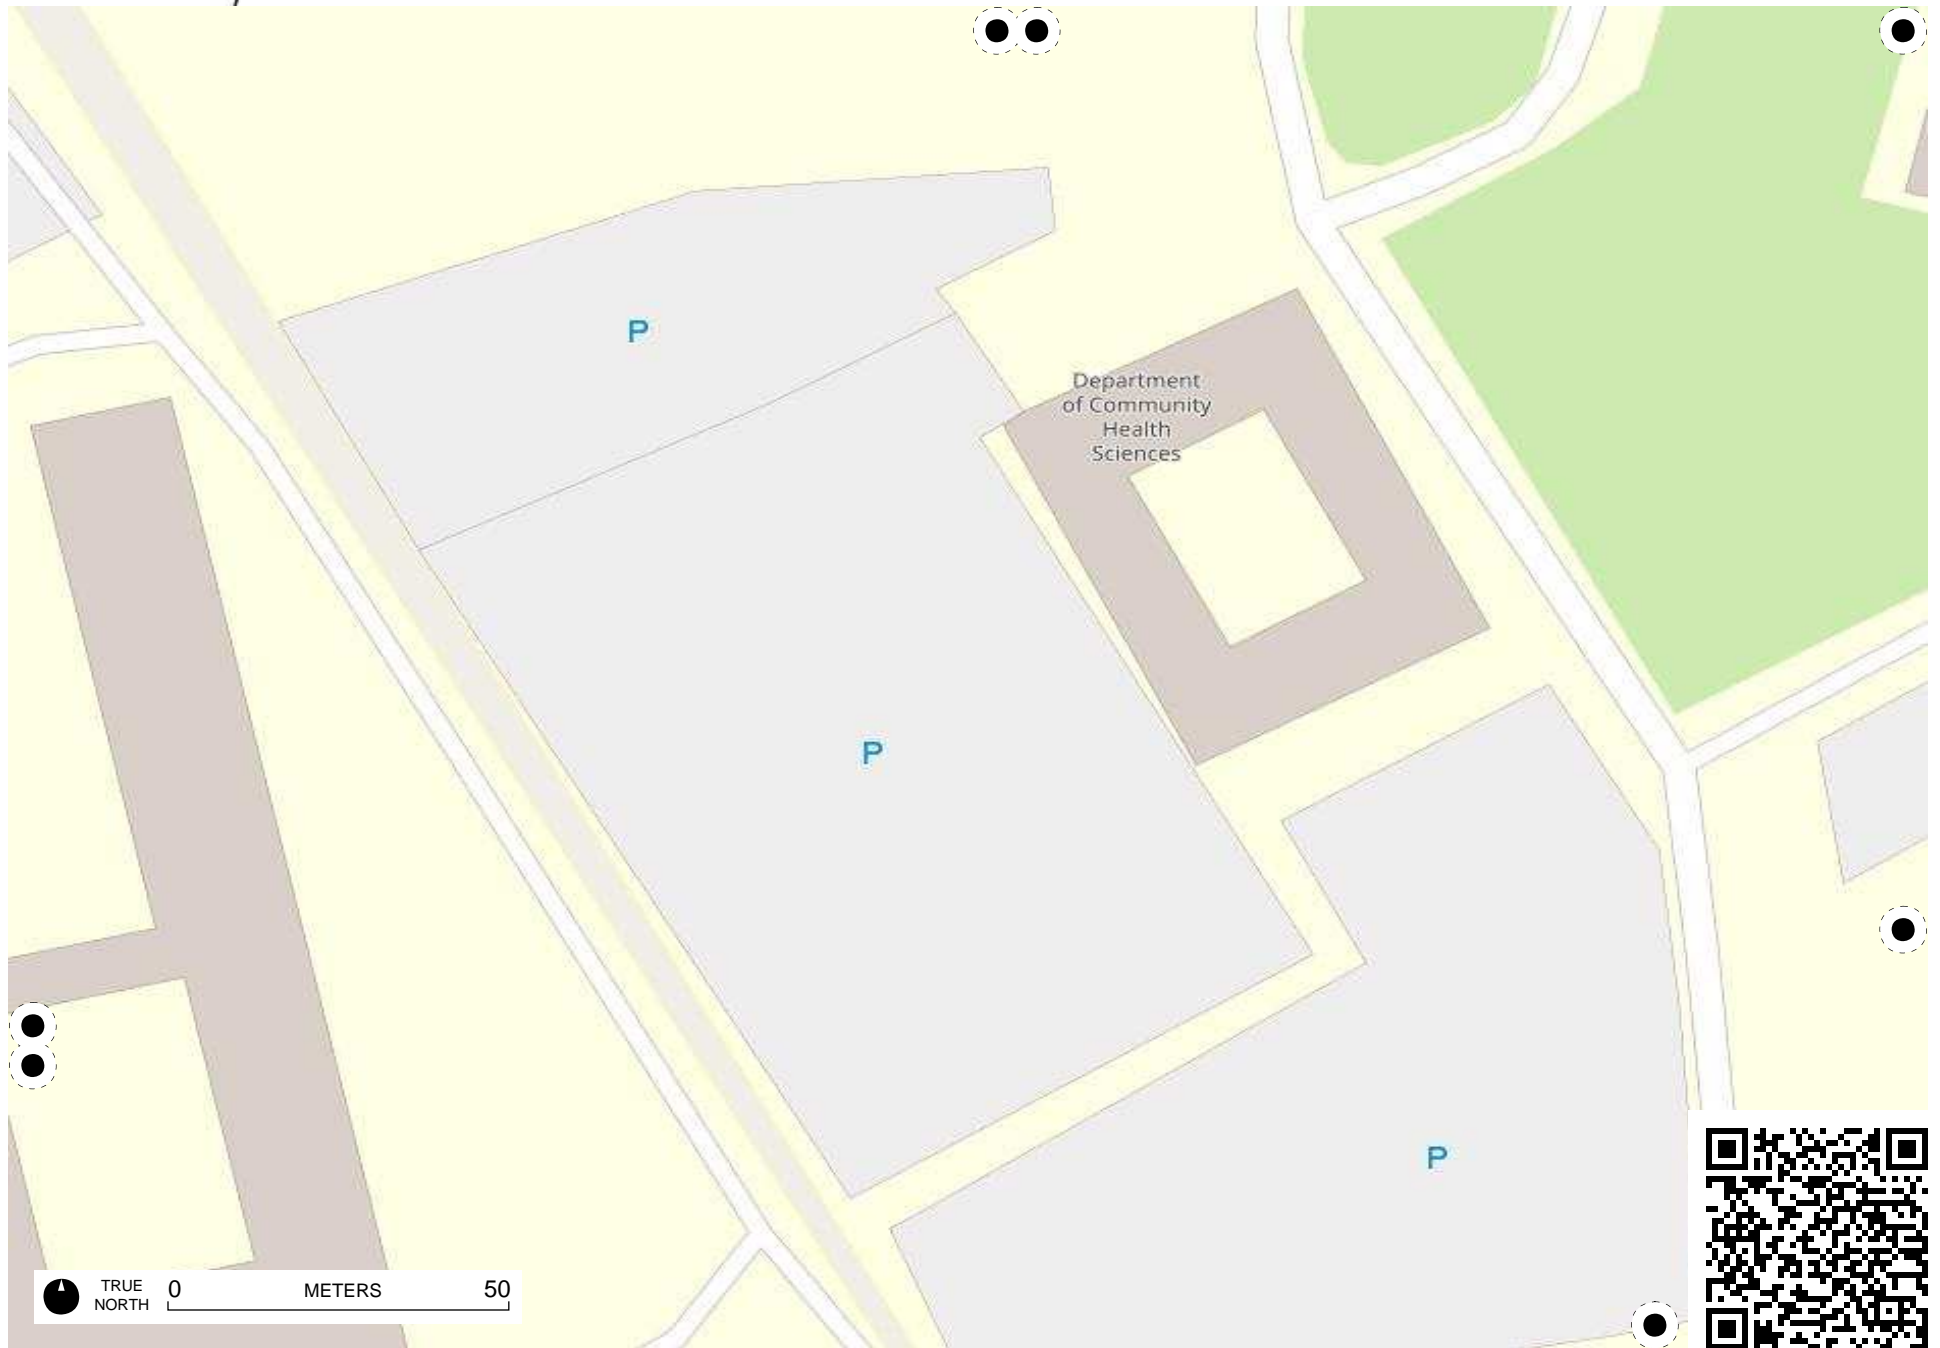 P
Department
of Community
Health
Sciences
P
P
TRUE
NORTH
0 METERS 50